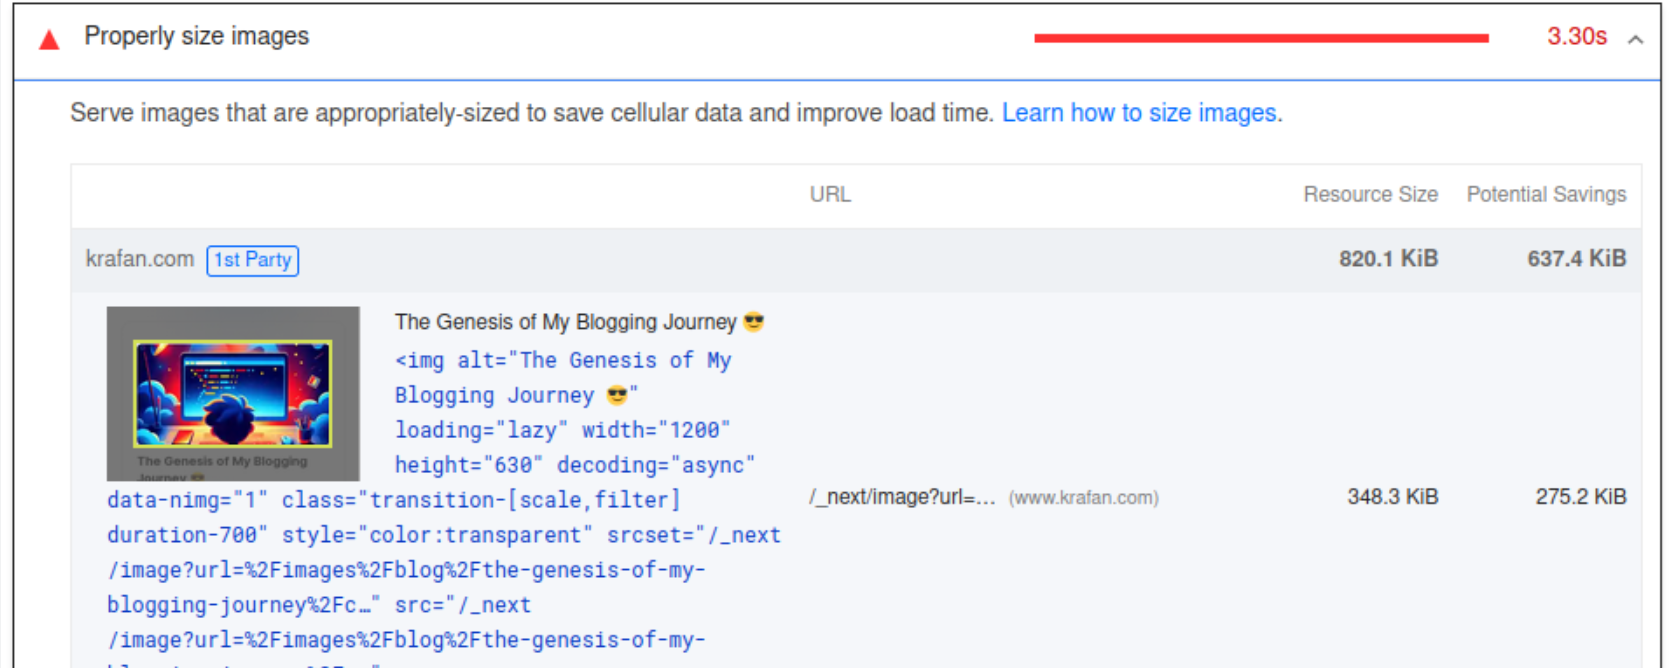 Properly size images 3.30s
Serve images that are appropriately-sized to save cellular data and improve load time. Learn how to size images.
URL Resource Size Potential Savings
krafan.com 1st Party 820.1 KiB 637.4 KiB
The Genesis of My Blogging Journey 😎
<img alt="The Genesis of My
Blogging Journey 😎"
loading="lazy" width="1200"
height="630" decoding="async"
The Genesis of My Blogging
Journey 😎
data-nimg="1" class="transition-[scale,filter]
duration-700" style="color:transparent" srcset="/_next
/image?url=%2Fimages%2Fblog%2Fthe-genesis-of-my-
blogging-journey%2Fc…" src="/_next
/image?url=%2Fimages%2Fblog%2Fthe-genesis-of-my-
/_next/image?url=… (www.krafan.com) 348.3 KiB 275.2 KiB